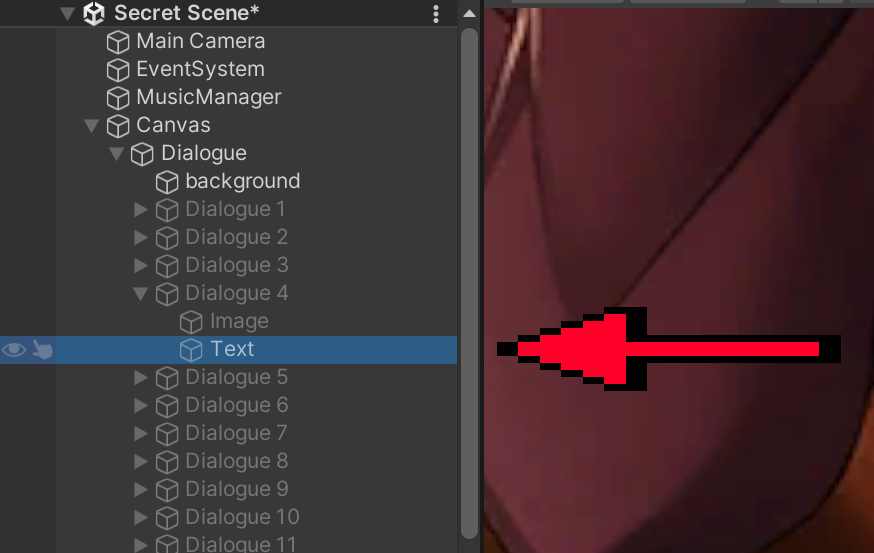 Secret Scene*
Main Camera
EventSystem
MusicManager
Canvas
Dialogue
background
Dialogue 1
Dialogue 2
Dialogue 3
Dialogue 4
Image
Text
Dialogue 5
Dialogue 6
Dialogue 7
Dialogue 8
Dialogue 9
Dialogue 10
Dialogue 11